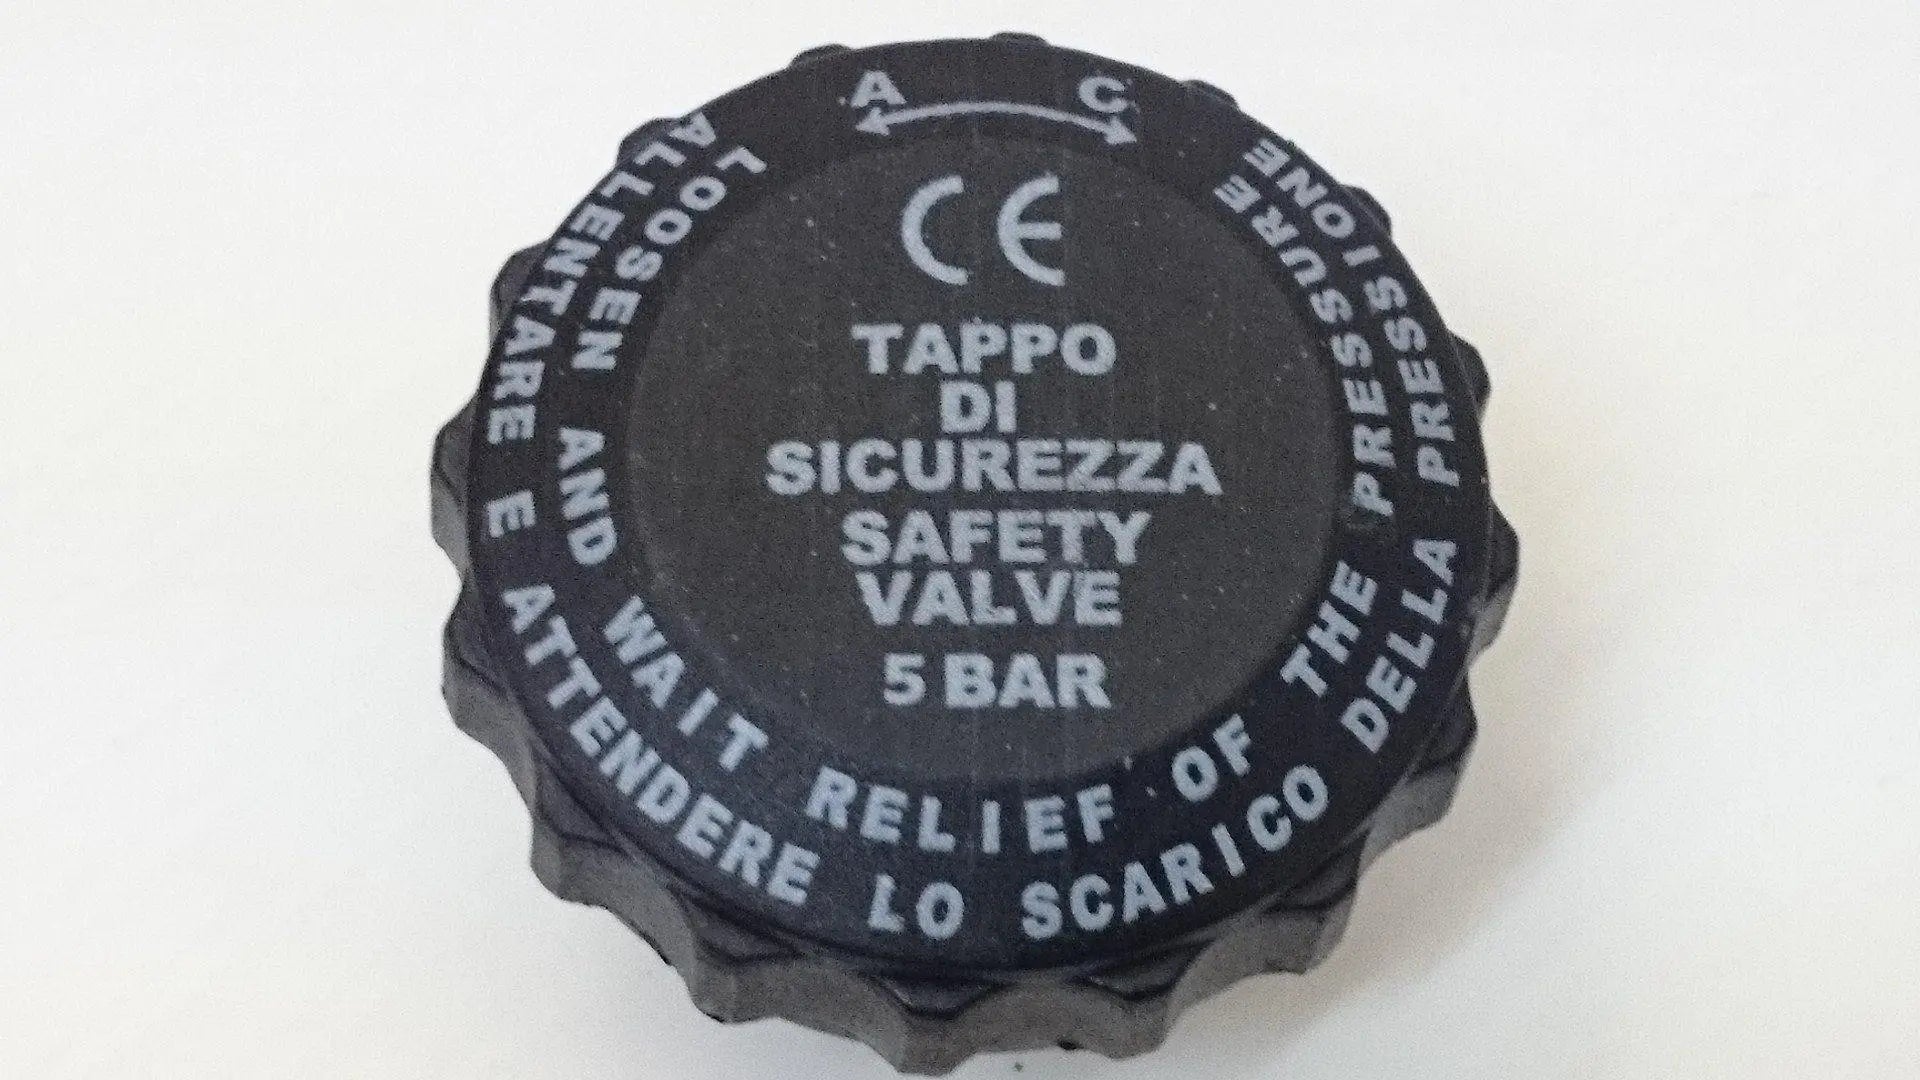 A C
CE
TAPPO
DI
SICUREZZA
SAFETY
VALVE
5 BAR
LOOSEN AND WAIT RELIEF OF THE PRESSURE
ALLENTARE E ATTENDERE LO SCARICO DELLA PRESSIONE